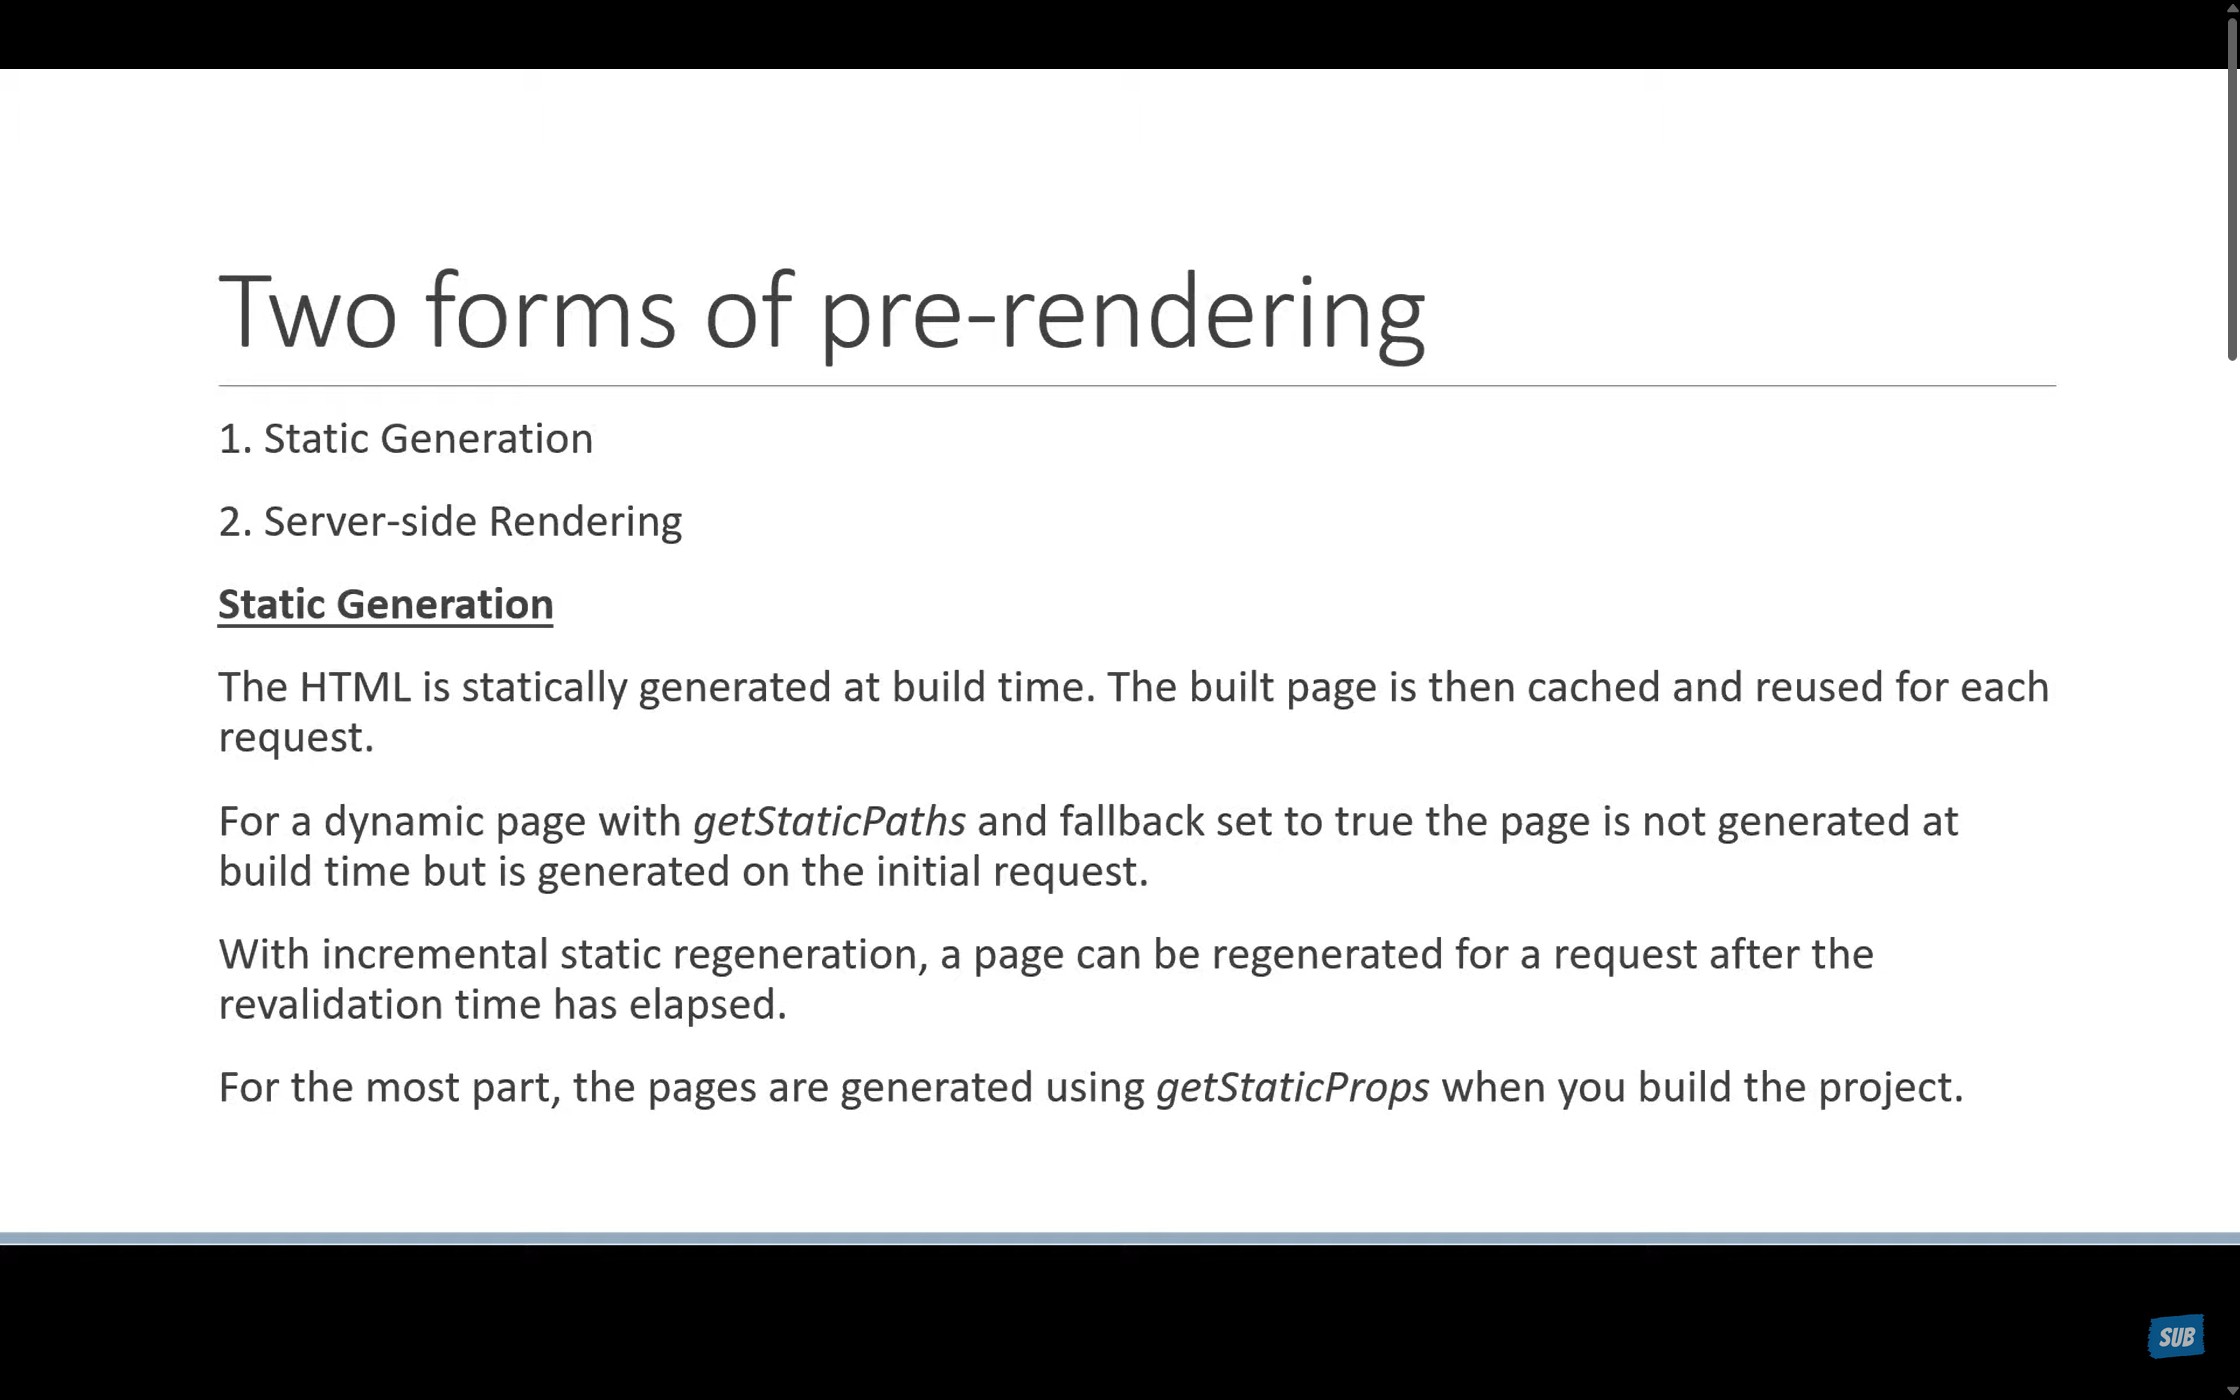 Two forms of pre-rendering
1. Static Generation
2. Server-side Rendering
Static Generation
The HTML is statically generated at build time. The built page is then cached and reused for each
request.
For a dynamic page with getStaticPaths and fallback set to true the page is not generated at
build time but is generated on the initial request.
With incremental static regeneration, a page can be regenerated for a request after the
revalidation time has elapsed.
For the most part, the pages are generated using getStaticProps when you build the project.
SUB